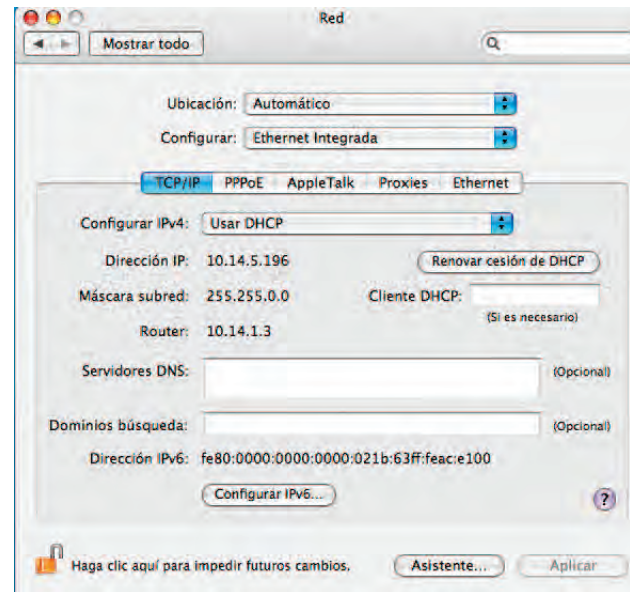 Red
Mostrar todo
Ubicación: Automático
Configurar: Ethernet Integrada
TCP/IP PPPoE AppleTalk Proxies Ethernet
Configurar IPv4: Usar DHCP
Dirección IP: 10.14.5.196 Renovar cesión de DHCP
Máscara subred: 255.255.0.0 Cliente DHCP:
(Si es necesario)
Router: 10.14.1.3
Servidores DNS: (Opcional)
Dominios búsqueda: (Opcional)
Dirección IPv6: fe80:0000:0000:0000:021b:63ff:feac:e100
Configurar IPv6... ?
Haga clic aquí para impedir futuros cambios. Asistente... Aplicar